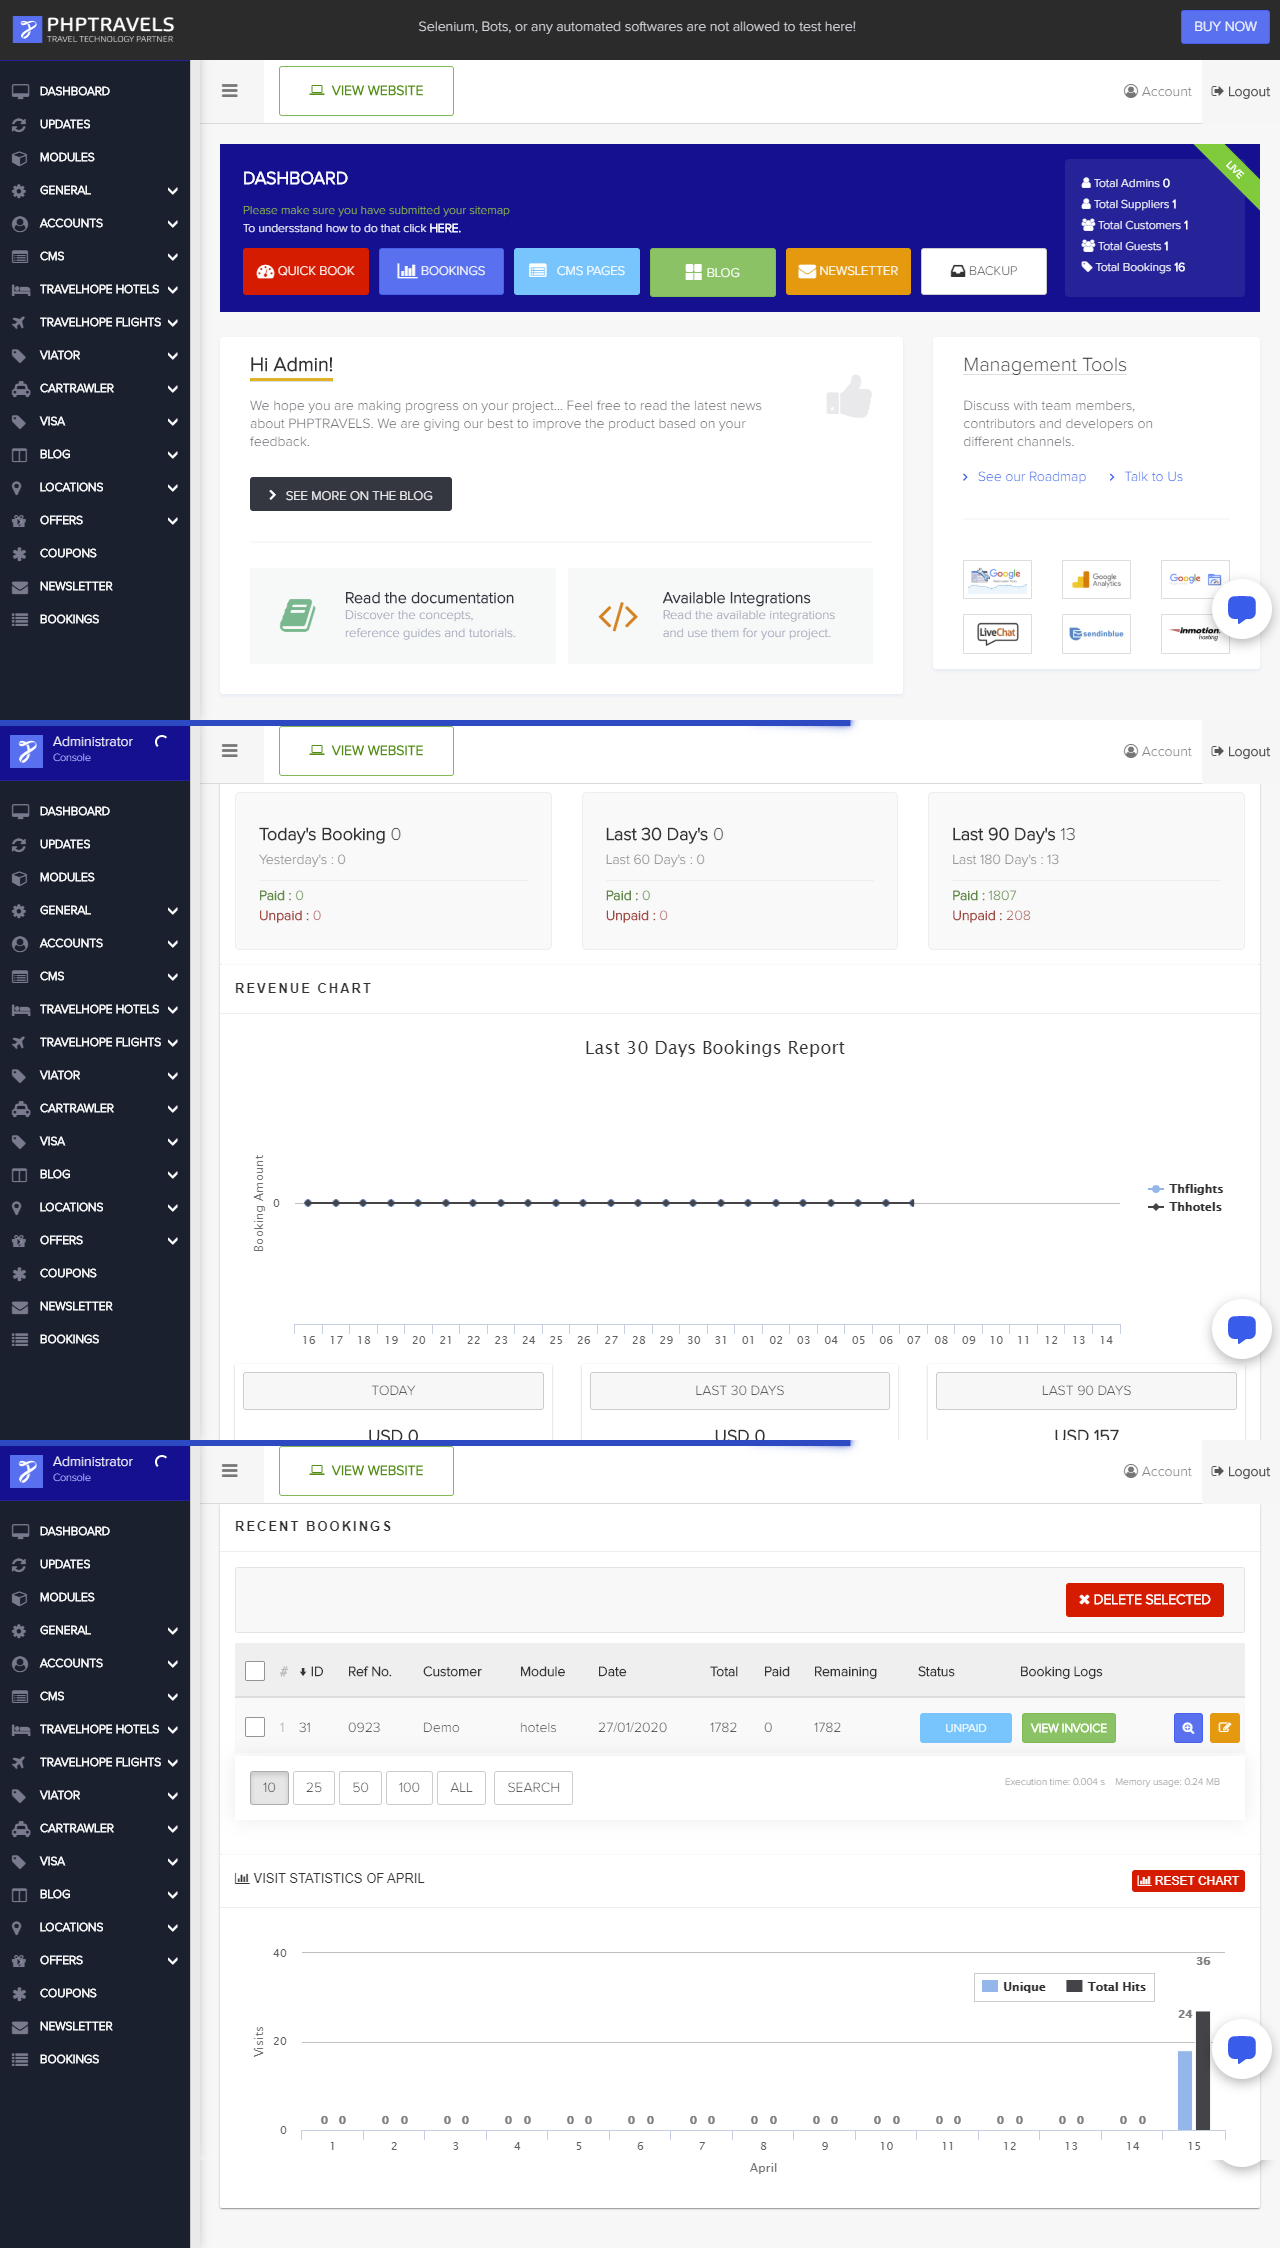 PHPTRAVELS
TRAVEL TECHNOLOGY PARTNER
Selenium, Bots, or any automated softwares are not allowed to test here!
BUY NOW
DASHBOARD
UPDATES
MODULES
GENERAL
ACCOUNTS
CMS
TRAVELHOPE HOTELS
TRAVELHOPE FLIGHTS
VIATOR
CARTRAWLER
VISA
BLOG
LOCATIONS
OFFERS
COUPONS
NEWSLETTER
BOOKINGS
VIEW WEBSITE
Account
Logout
DASHBOARD
Please make sure you have submitted your sitemap
To undersstand how to do that click HERE.
QUICK BOOK
BOOKINGS
CMS PAGES
BLOG
NEWSLETTER
BACKUP
Total Admins 0
Total Suppliers 1
Total Customers 1
Total Guests 1
Total Bookings 16
LIVE
Hi Admin!
We hope you are making progress on your project... Feel free to read the latest news
about PHPTRAVELS. We are giving our best to improve the product based on your
feedback.
SEE MORE ON THE BLOG
Read the documentation
Discover the concepts,
reference guides and tutorials.
Available Integrations
Read the available integrations
and use them for your project.
Management Tools
Discuss with team members,
contributors and developers on
different channels.
See our Roadmap
Talk to Us
Google
Google
Analytics
Google
LiveChat
sendinblue
inmotion
hosting
Administrator
Console
DASHBOARD
UPDATES
MODULES
GENERAL
ACCOUNTS
CMS
TRAVELHOPE HOTELS
TRAVELHOPE FLIGHTS
VIATOR
CARTRAWLER
VISA
BLOG
LOCATIONS
OFFERS
COUPONS
NEWSLETTER
BOOKINGS
VIEW WEBSITE
Account
Logout
Today's Booking 0
Yesterday's : 0
Paid : 0
Unpaid : 0
Last 30 Day's 0
Last 60 Day's : 0
Paid : 0
Unpaid : 0
Last 90 Day's 13
Last 180 Day's : 13
Paid : 1807
Unpaid : 208
REVENUE CHART
Last 30 Days Bookings Report
Booking Amount
0
Thflights
Thhotels
16 17 18 19 20 21 22 23 24 25 26 27 28 29 30 31 01 02 03 04 05 06 07 08 09 10 11 12 13 14
TODAY
USD 0
LAST 30 DAYS
USD 0
LAST 90 DAYS
USD 157
Administrator
Console
DASHBOARD
UPDATES
MODULES
GENERAL
ACCOUNTS
CMS
TRAVELHOPE HOTELS
TRAVELHOPE FLIGHTS
VIATOR
CARTRAWLER
VISA
BLOG
LOCATIONS
OFFERS
COUPONS
NEWSLETTER
BOOKINGS
VIEW WEBSITE
Account
Logout
RECENT BOOKINGS
DELETE SELECTED
# ID Ref No. Customer Module Date Total Paid Remaining Status Booking Logs
1 31 0923 Demo hotels 27/01/2020 1782 0 1782 UNPAID VIEW INVOICE
10 25 50 100 ALL SEARCH
Execution time: 0.004 s Memory usage: 0.24 MB
VISIT STATISTICS OF APRIL
RESET CHART
40
36
Unique
Total Hits
24
Visits
20
0 0 0 0 0 0 0 0 0 0 0 0 0 0 0 0 0 0 0 0 0 0 0 0 0 0 0 0
0
1 2 3 4 5 6 7 8 9 10 11 12 13 14 15
April